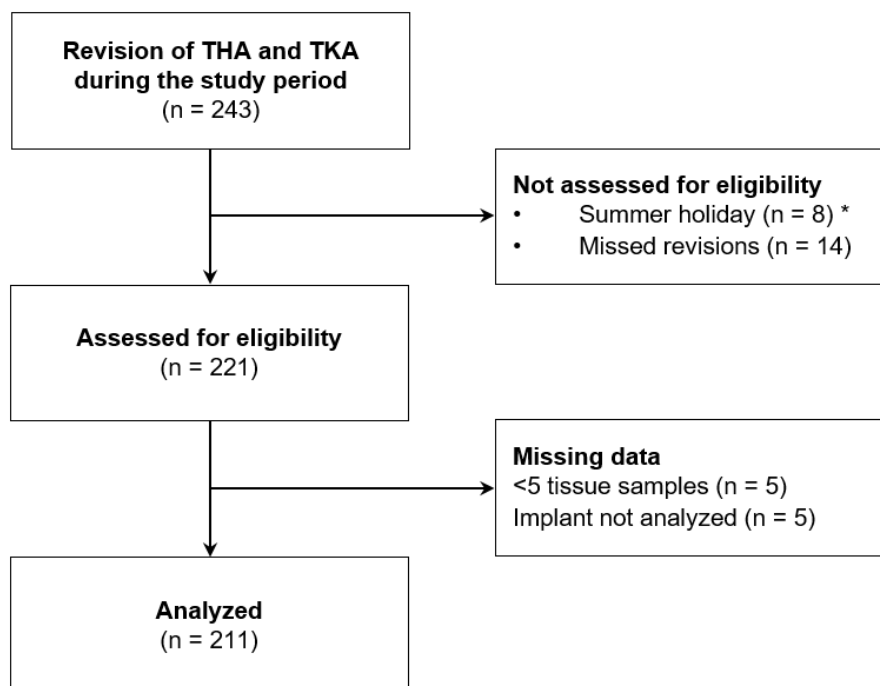 Revision of THA and TKA
during the study period
(n = 243)
Not assessed for eligibility
• Summer holiday (n = 8) *
• Missed revisions (n = 14)
Assessed for eligibility
(n = 221)
Missing data
<5 tissue samples (n = 5)
Implant not analyzed (n = 5)
Analyzed
(n = 211)